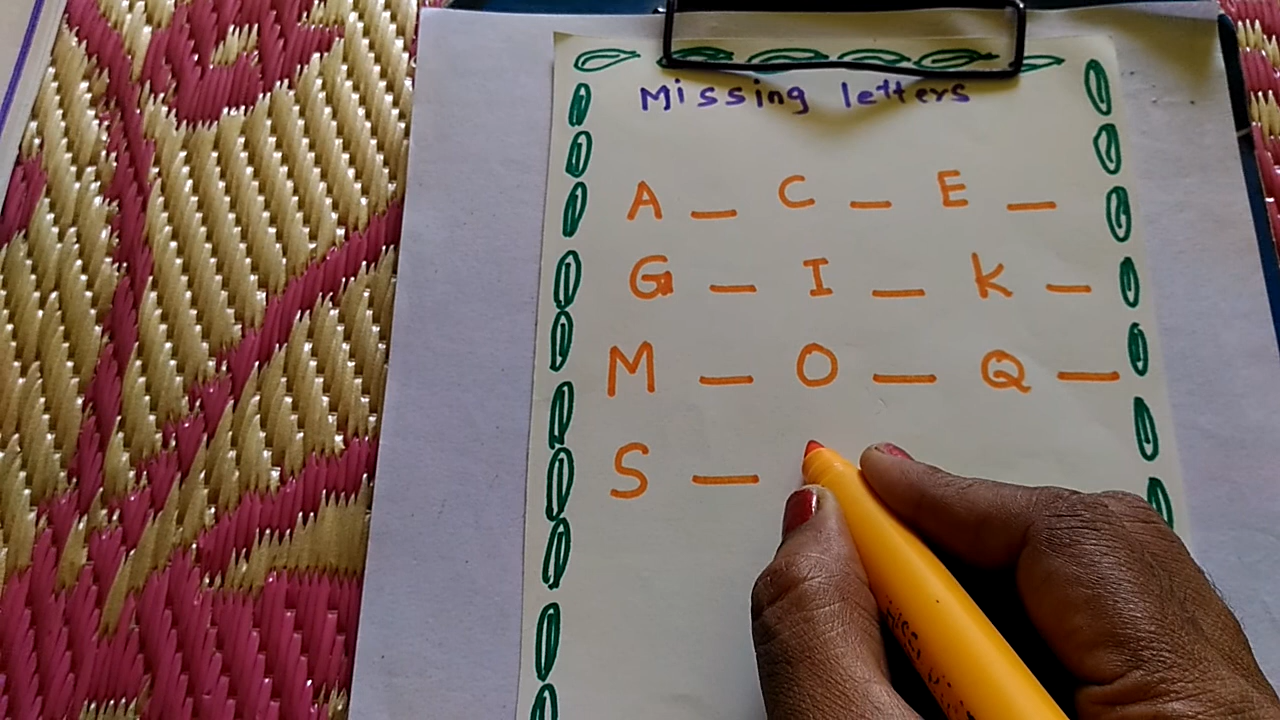 Missing letters
A _ C _ E _
G _ I _ K _
M _ O _ Q _
S _